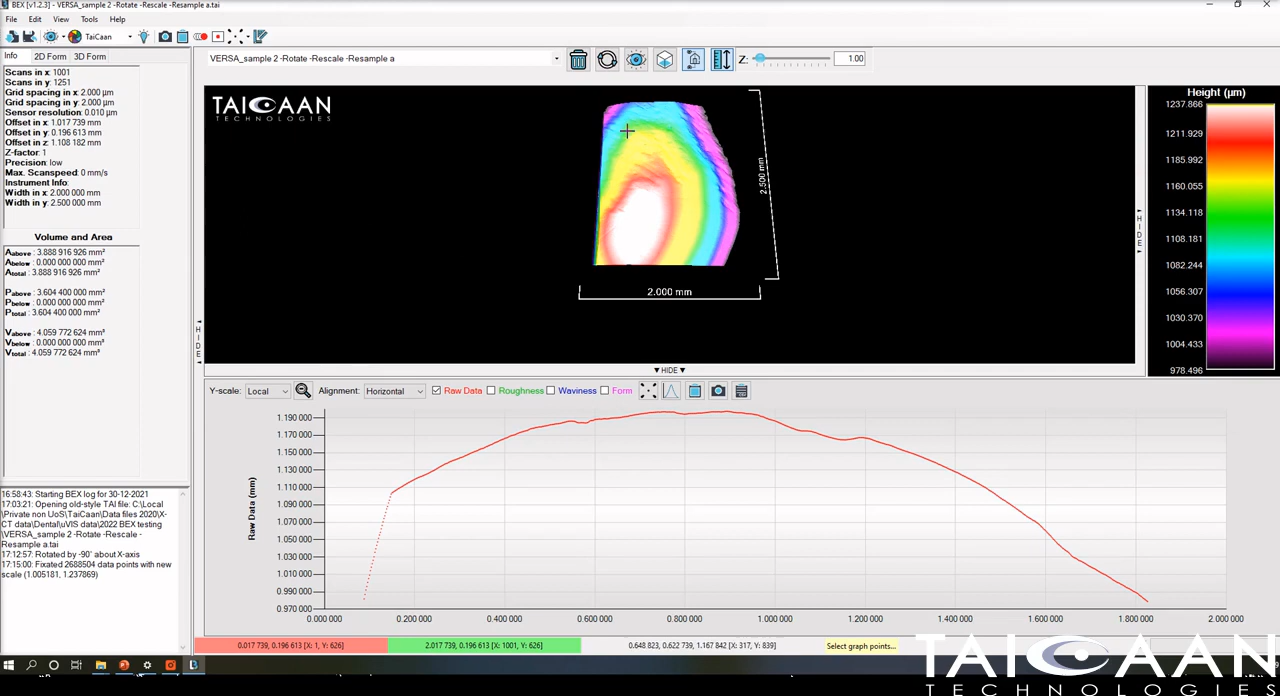 BEX [v1.2.3] - VERSA_sample 2 -Rotate -Rescale -Resample a.tai
File Edit View Tools Help
TaiCaan
Info 2D Form 3D Form
Scans in x: 1001
Scans in y: 1251
Grid spacing in x: 2.000 µm
Grid spacing in y: 2.000 µm
Sensor resolution: 0.010 µm
Offset in x: 1.017 739 mm
Offset in y: 0.196 613 mm
Offset in z: 1.108 182 mm
Z-factor: 1
Precision: low
Max. Scanspeed: 0 mm/s
Instrument Info:
Width in x: 2.000 000 mm
Width in y: 2.500 000 mm
Volume and Area
Aabove : 3.888 916 926 mm²
Abelow : 0.000 000 000 mm²
Atotal : 3.888 916 926 mm²
Pabove : 3.604 400 000 mm²
Pbelow : 0.000 000 000 mm²
Ptotal : 3.604 400 000 mm²
Vabove : 4.059 772 624 mm³
Vbelow : 0.000 000 000 mm³
Vtotal : 4.059 772 624 mm³
16:58:43: Starting BEX log for 30-12-2021
17:03:21: Opening old-style TAI file: C:\Local
\Private non UoS\TaiCaan\Data files 2020\X-
CT data\Dental\uVIS data\2022 BEX testing
\VERSA_sample 2 -Rotate -Rescale -
Resample a.tai
17:12:57: Rotated by -90° about X-axis
17:15:00: Fixated 2688504 data points with new
scale (1.005181, 1.237869)
VERSA_sample 2 -Rotate -Rescale -Resample a
Z: 1.00
TAICAAN
TECHNOLOGIES
2.500 mm
2.000 mm
HIDE
HIDE
▼ HIDE ▼
Height (µm)
1237.866
1211.929
1185.992
1160.055
1134.118
1108.181
1082.244
1056.307
1030.370
1004.433
978.496
Y-scale: Local Alignment: Horizontal Raw Data Roughness Waviness Form
Raw Data (mm)
1.190 000
1.170 000
1.150 000
1.130 000
1.110 000
1.090 000
1.070 000
1.050 000
1.030 000
1.010 000
0.990 000
0.970 000
0.000 000 0.200 000 0.400 000 0.600 000 0.800 000 1.000 000 1.200 000 1.400 000 1.600 000 1.800 000 2.000 000
0.017 739, 0.196 613 [X: 1, Y: 626] 2.017 739, 0.196 613 [X: 1001, Y: 626] 0.648 823, 0.622 739, 1.167 842 [X: 317, Y: 839] Select graph points...
TAICAAN
TECHNOLOGIES